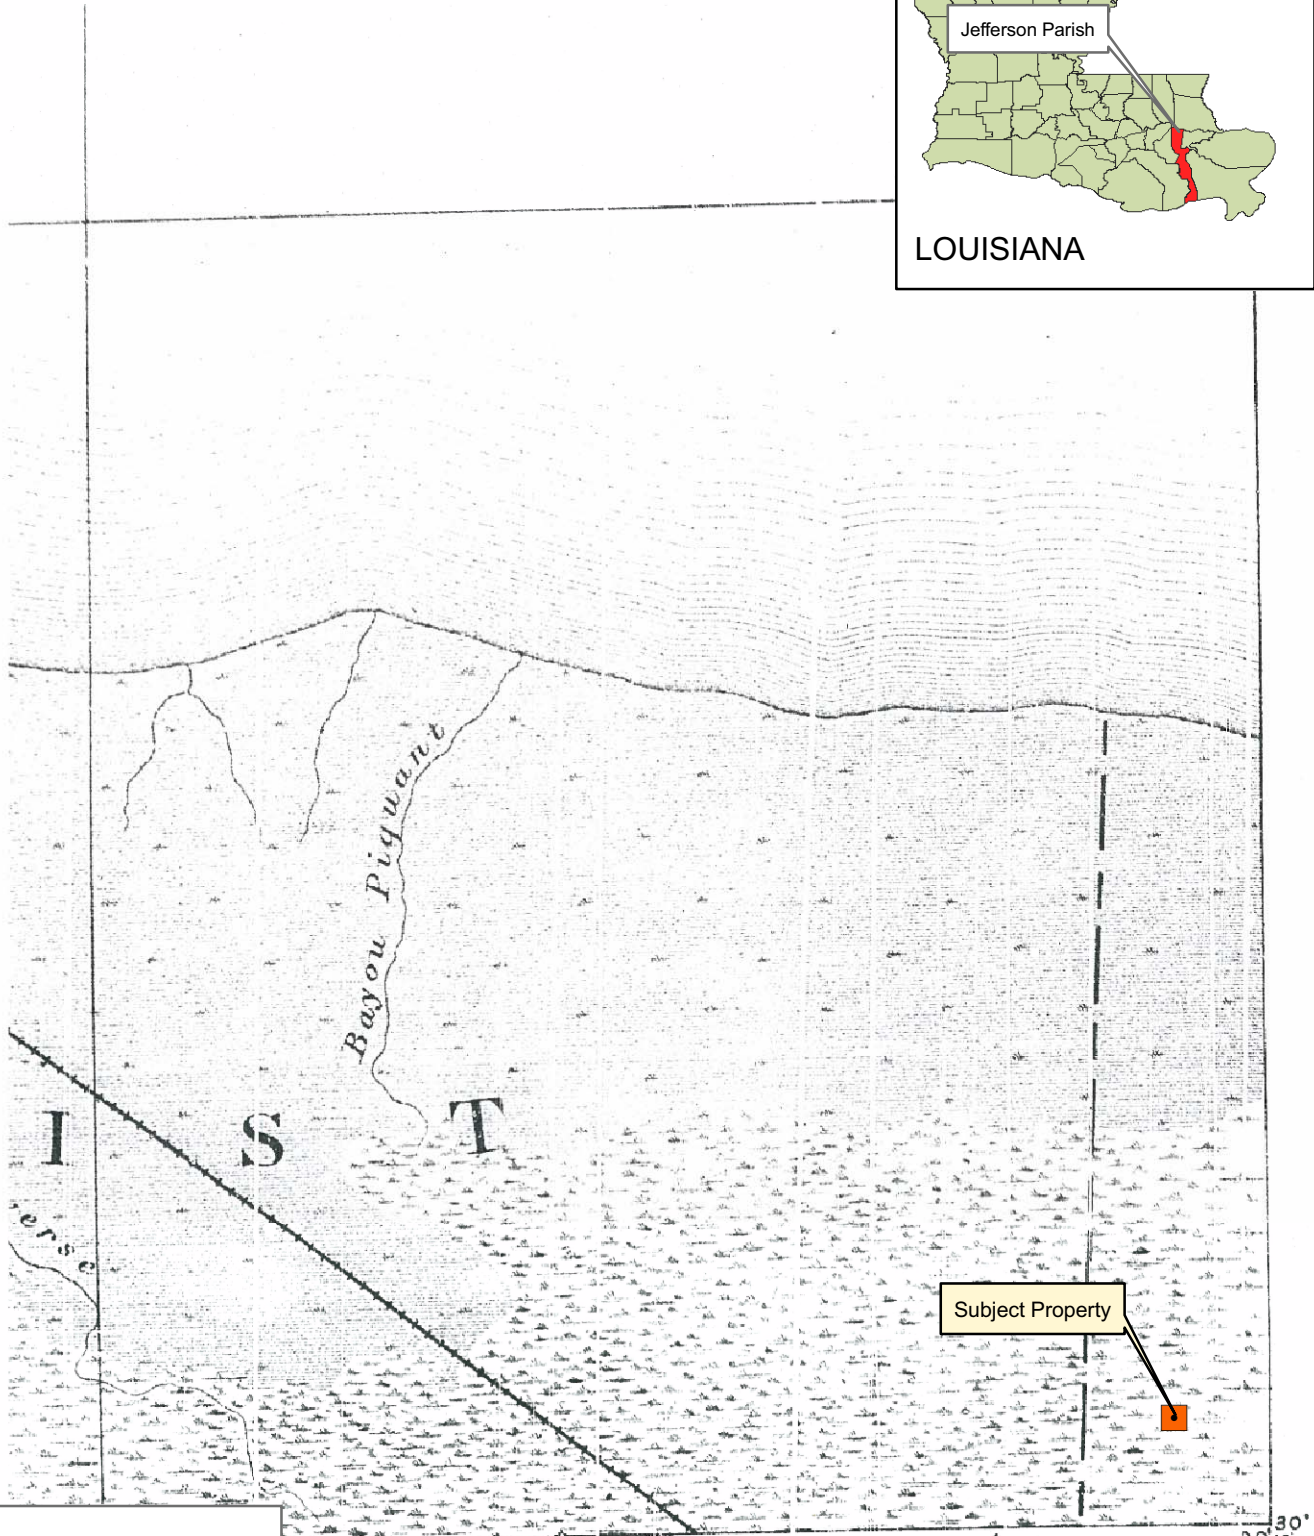 Jefferson Parish
LOUISIANA
Bayou Piquant
I S T
Subject Property
30'